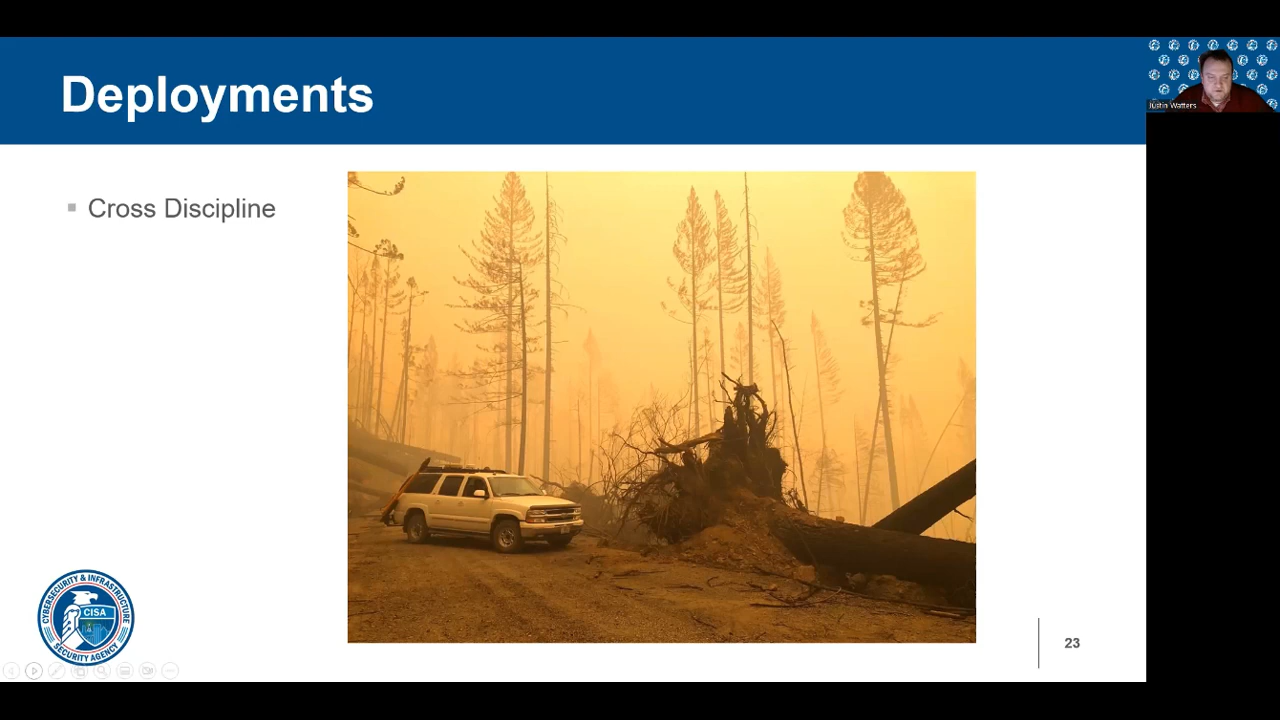 Deployments
Justin Watters
Cross Discipline
CYBERSECURITY & INFRASTRUCTURE
CISA
SECURITY AGENCY
23